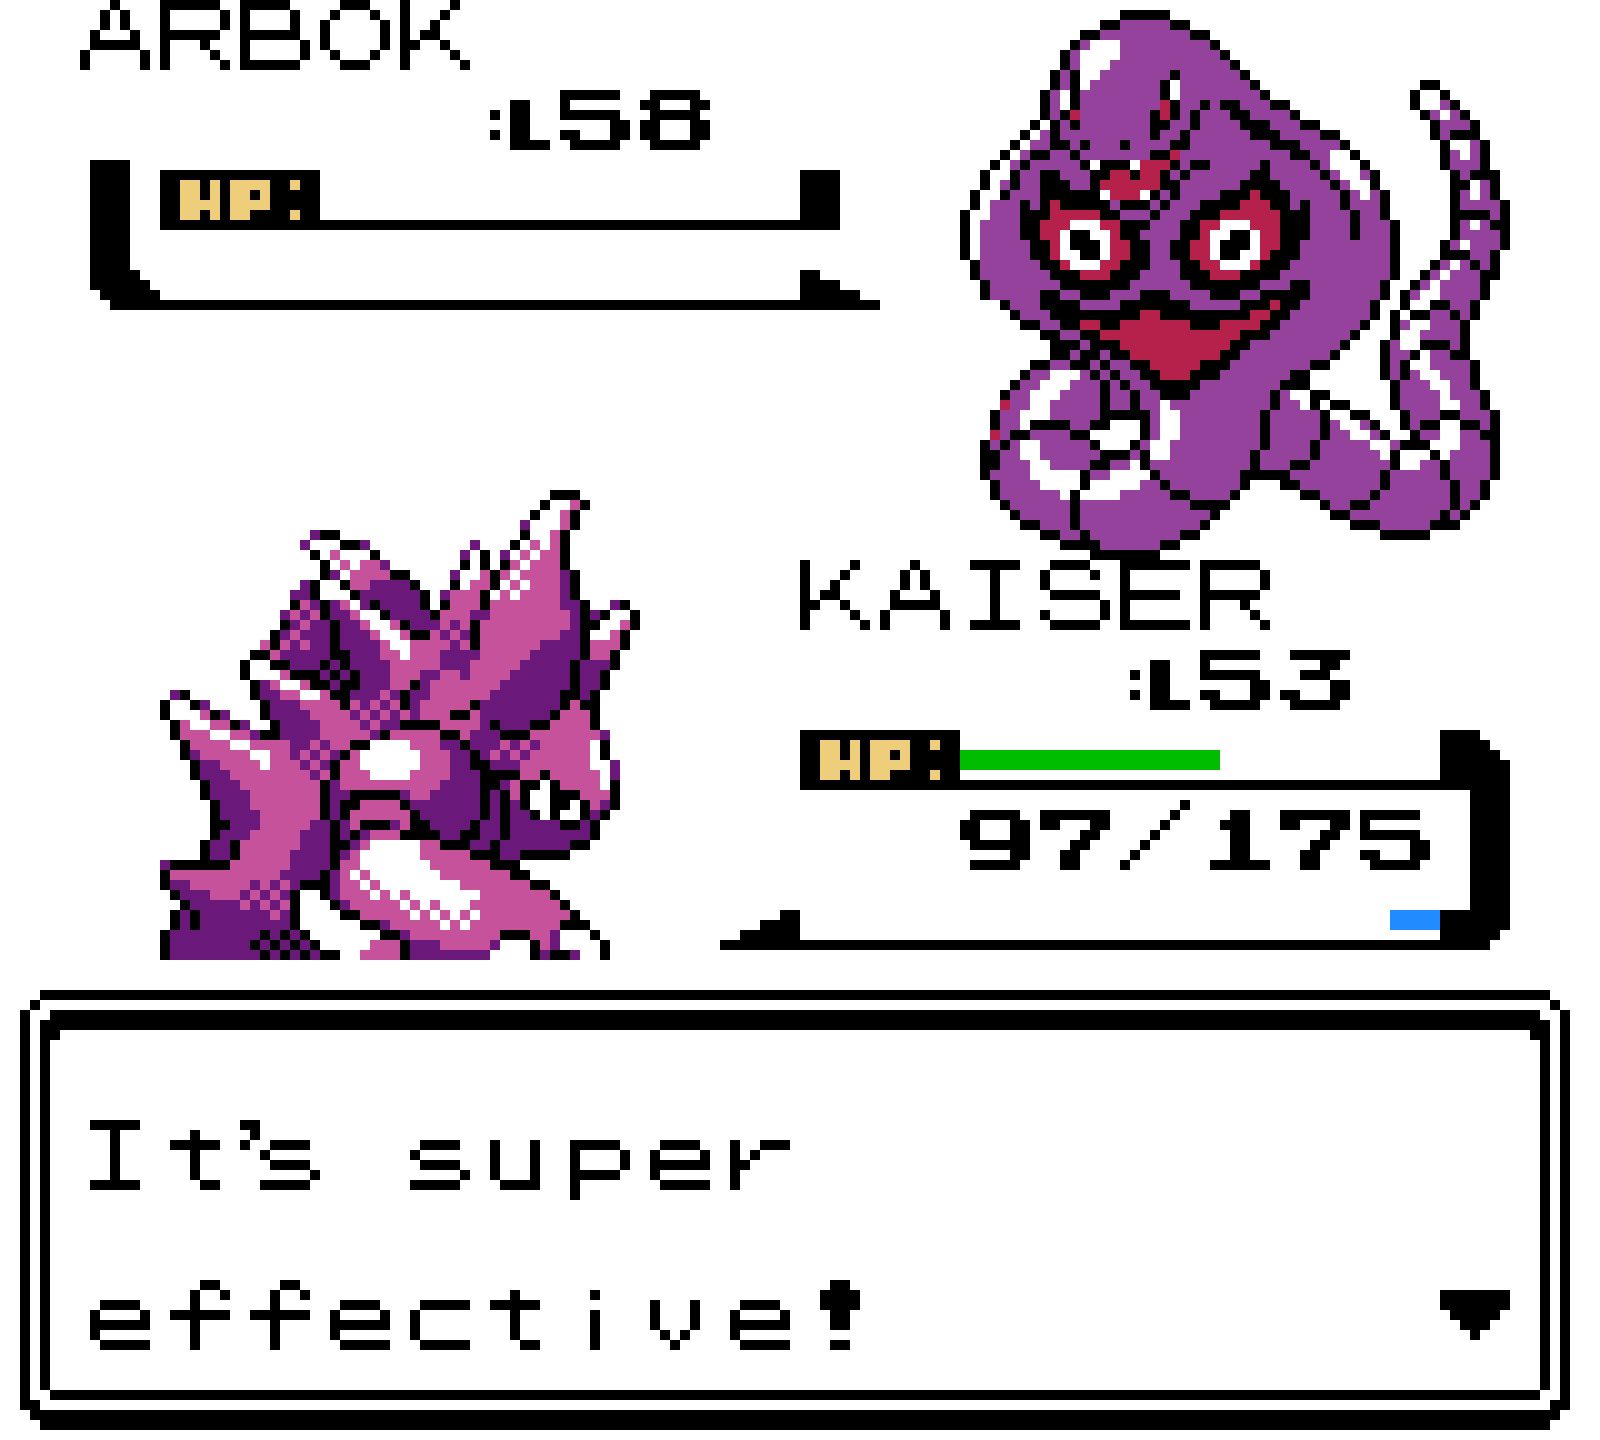 ARBOK
:L58
HP:
KAISER
:L53
HP:
97/175
It's super
effective!